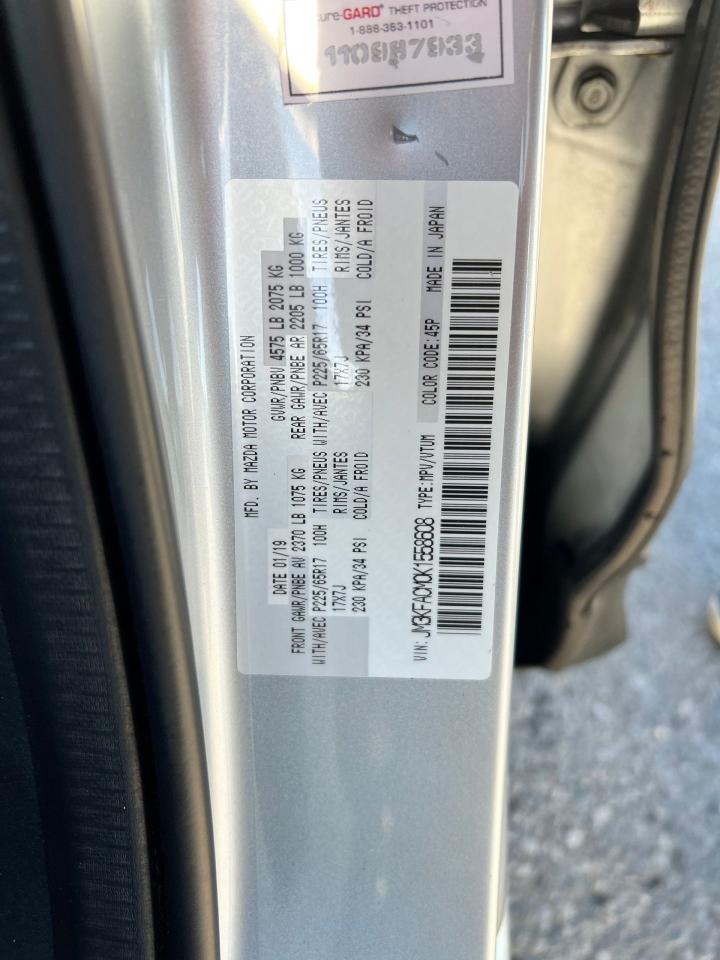 cure-GARD® THEFT PROTECTION
1-888-363-1101
110987933
MFD. BY MAZDA MOTOR CORPORATION
DATE 01/19 GVWR/PNBV 4575 LB 2075 KG
FRONT GAWR/PNBE AV 2370 LB 1075 KG REAR GAWR/PNBE AR 2205 LB 1000 KG
WITH/AVEC P225/65R17 100H TIRES/PNEUS WITH/AVEC P225/65R17 100H TIRES/PNEUS
17X7J RIMS/JANTES 17X7J RIMS/JANTES
230 KPA/34 PSI COLD/A FROID 230 KPA/34 PSI COLD/A FROID
VIN: JM3KFACM0K1558608 TYPE:MPV/VTUM COLOR CODE:45P MADE IN JAPAN